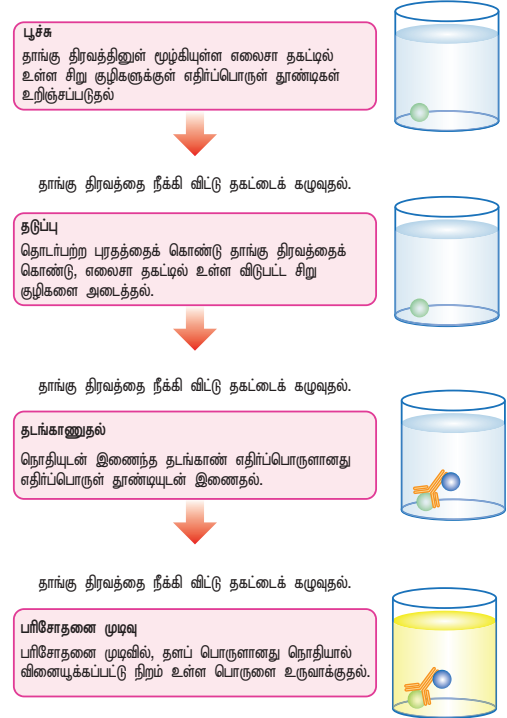 பூச்சு
தாங்கு திரவத்தினுள் மூழ்கியுள்ள எலைசா தகட்டில்
உள்ள சிறு குழிகளுக்குள் எதிர்ப்பொருள் தூண்டிகள்
உறிஞ்சப்படுதல்
தாங்கு திரவத்தை நீக்கி விட்டு தகட்டைக் கழுவுதல்.
தடுப்பு
தொடர்பற்ற புரதத்தைக் கொண்டு தாங்கு திரவத்தைக்
கொண்டு, எலைசா தகட்டில் உள்ள விடுபட்ட சிறு
குழிகளை அடைத்தல்.
தாங்கு திரவத்தை நீக்கி விட்டு தகட்டைக் கழுவுதல்.
தடங்காணுதல்
நொதியுடன் இணைந்த தடங்காண் எதிர்ப்பொருளானது
எதிர்ப்பொருள் தூண்டியுடன் இணைதல்.
தாங்கு திரவத்தை நீக்கி விட்டு தகட்டைக் கழுவுதல்.
பரிசோதனை முடிவு
பரிசோதனை முடிவில், தளப் பொருளானது நொதியால்
வினையூக்கப்பட்டு நிறம் உள்ள பொருளை உருவாக்குதல்.